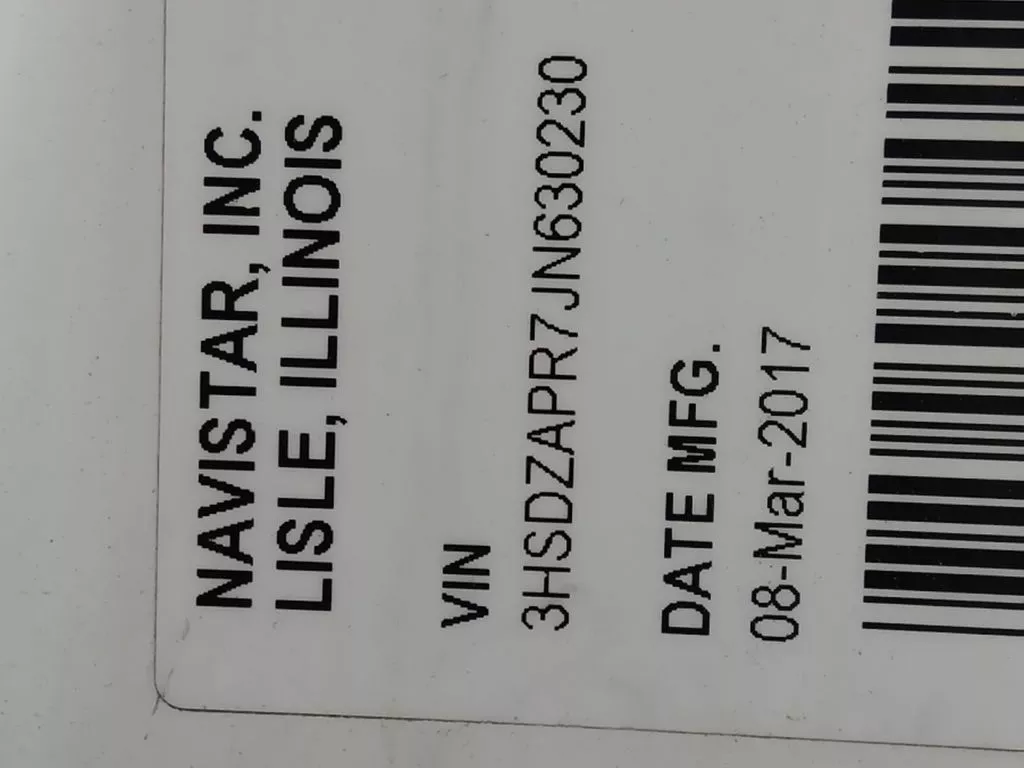 NAVISTAR, INC.
LISLE, ILLINOIS
VIN
3HSDZAPR7JN630230
DATE MFG.
08-Mar-2017